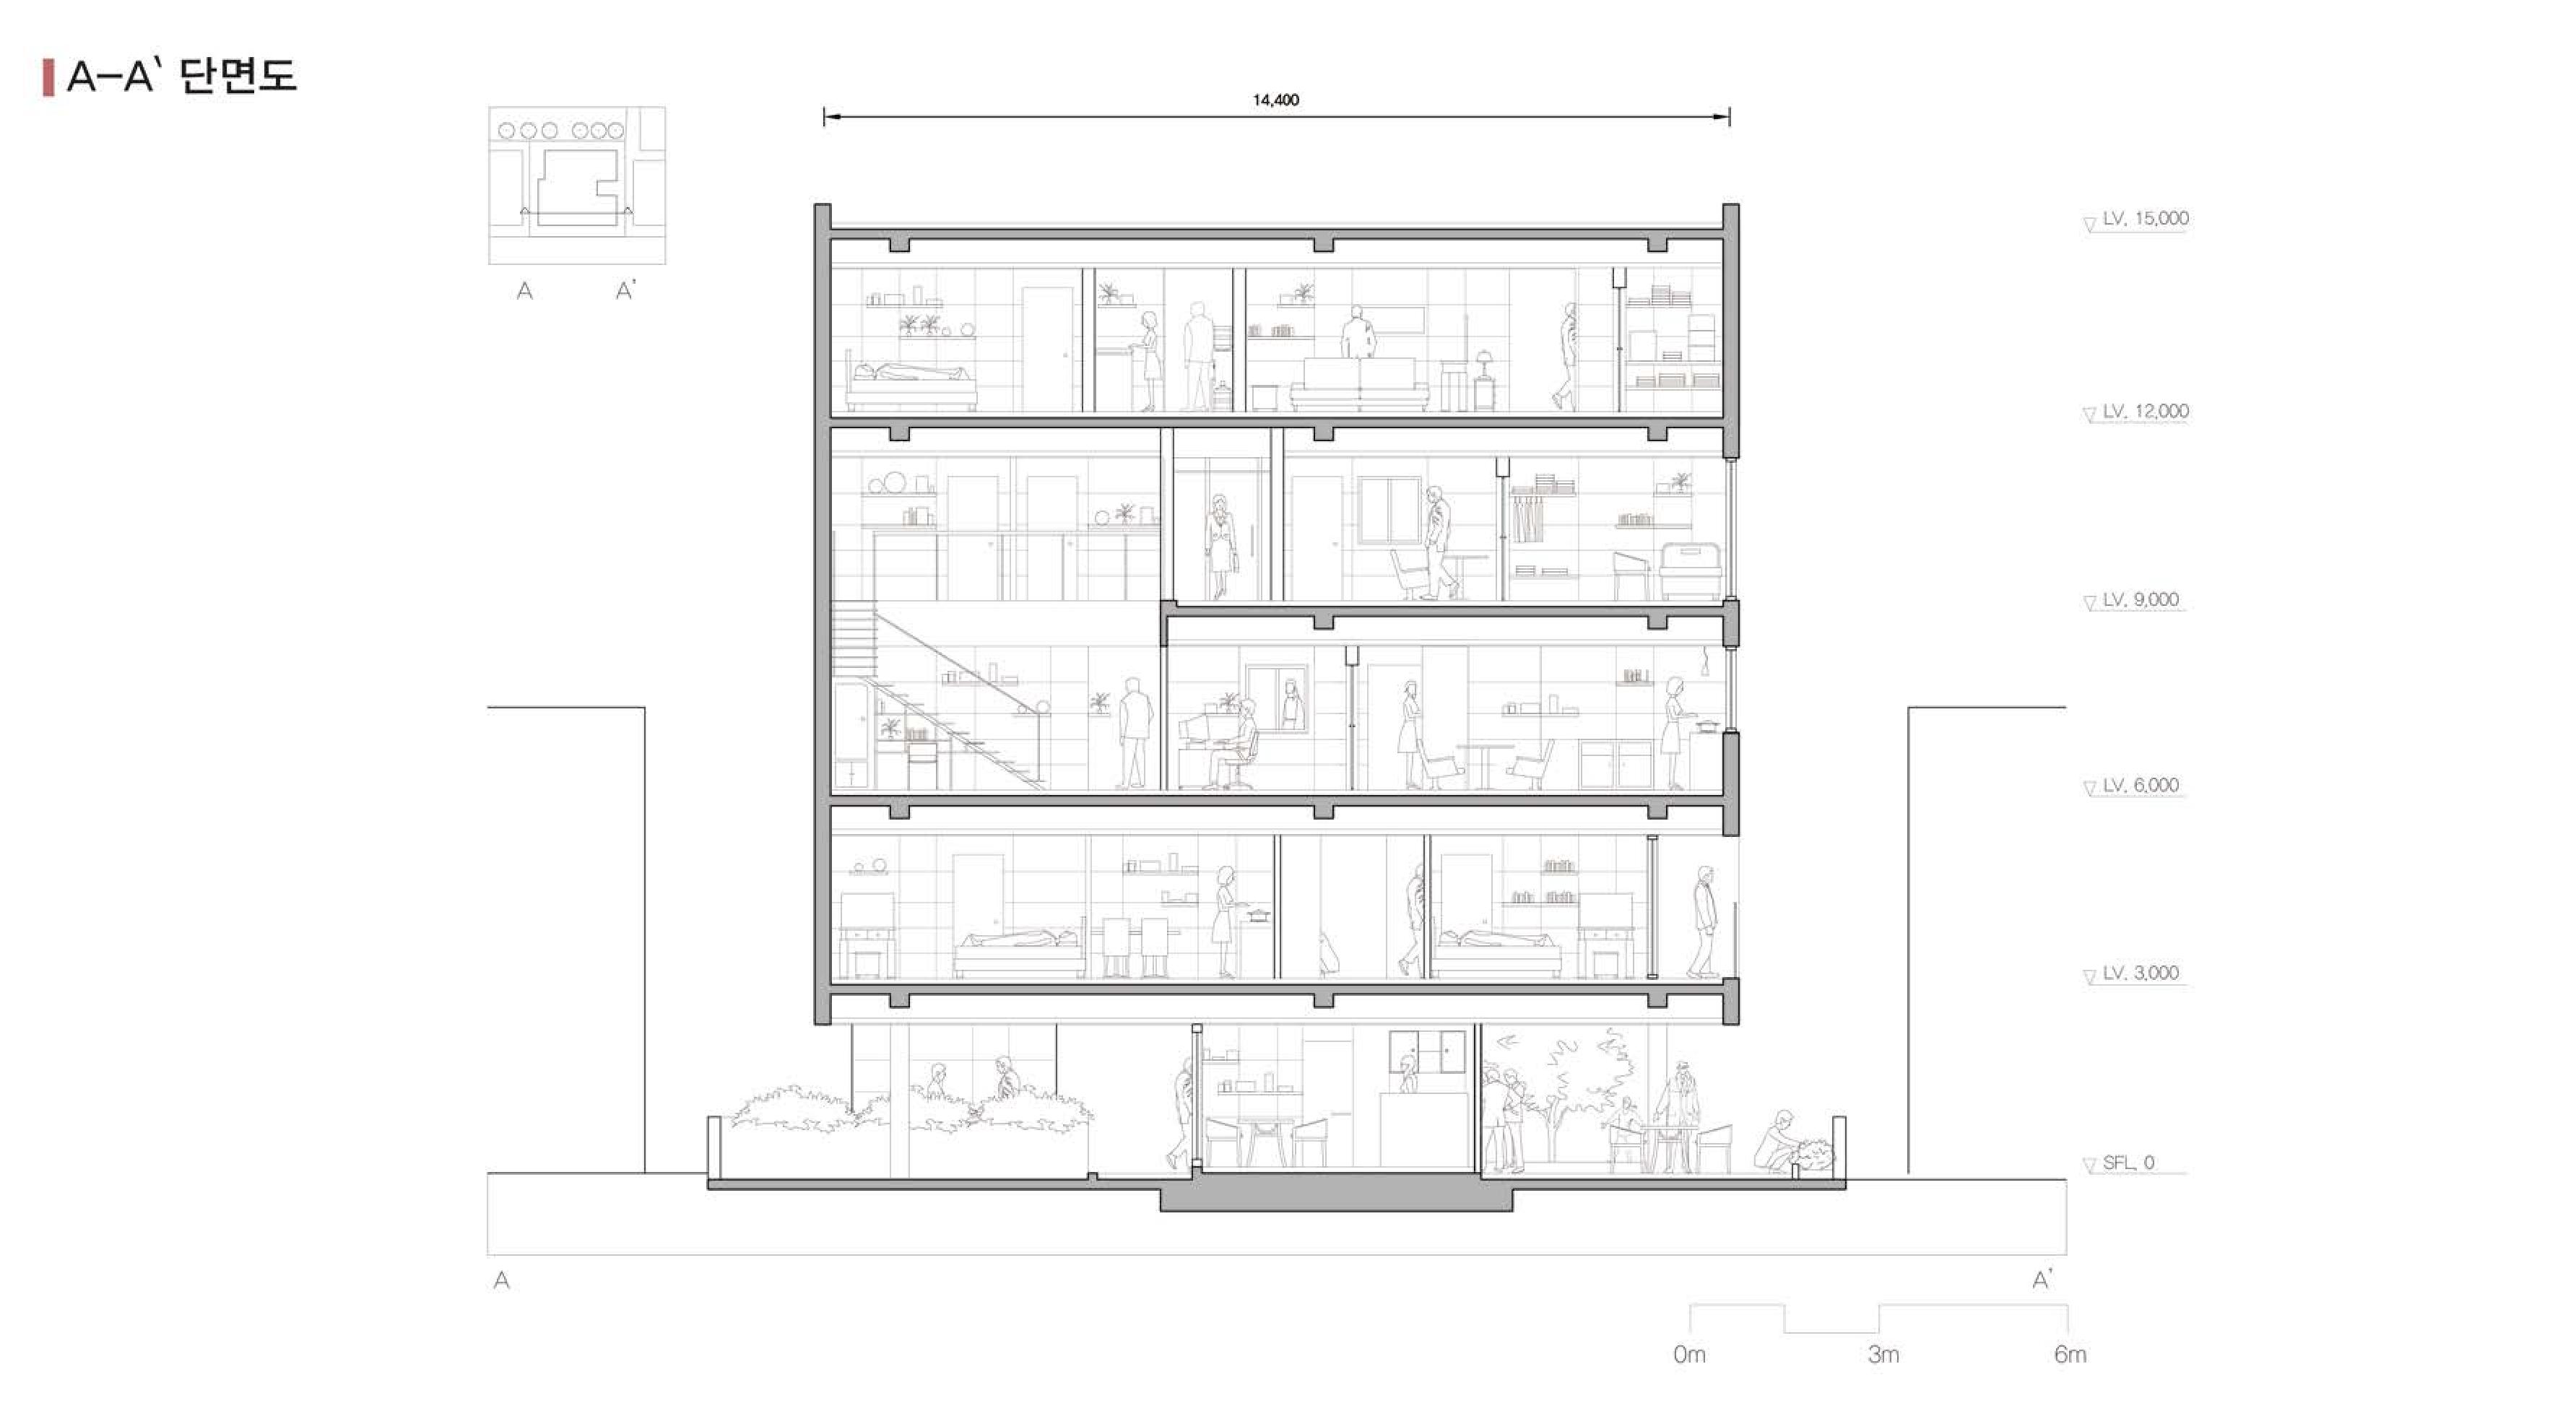 A-A` 단면도
14,400
A A'
LV. 15,000
LV. 12,000
LV. 9,000
LV. 6,000
LV. 3,000
SFL. 0
A A'
0m 3m 6m